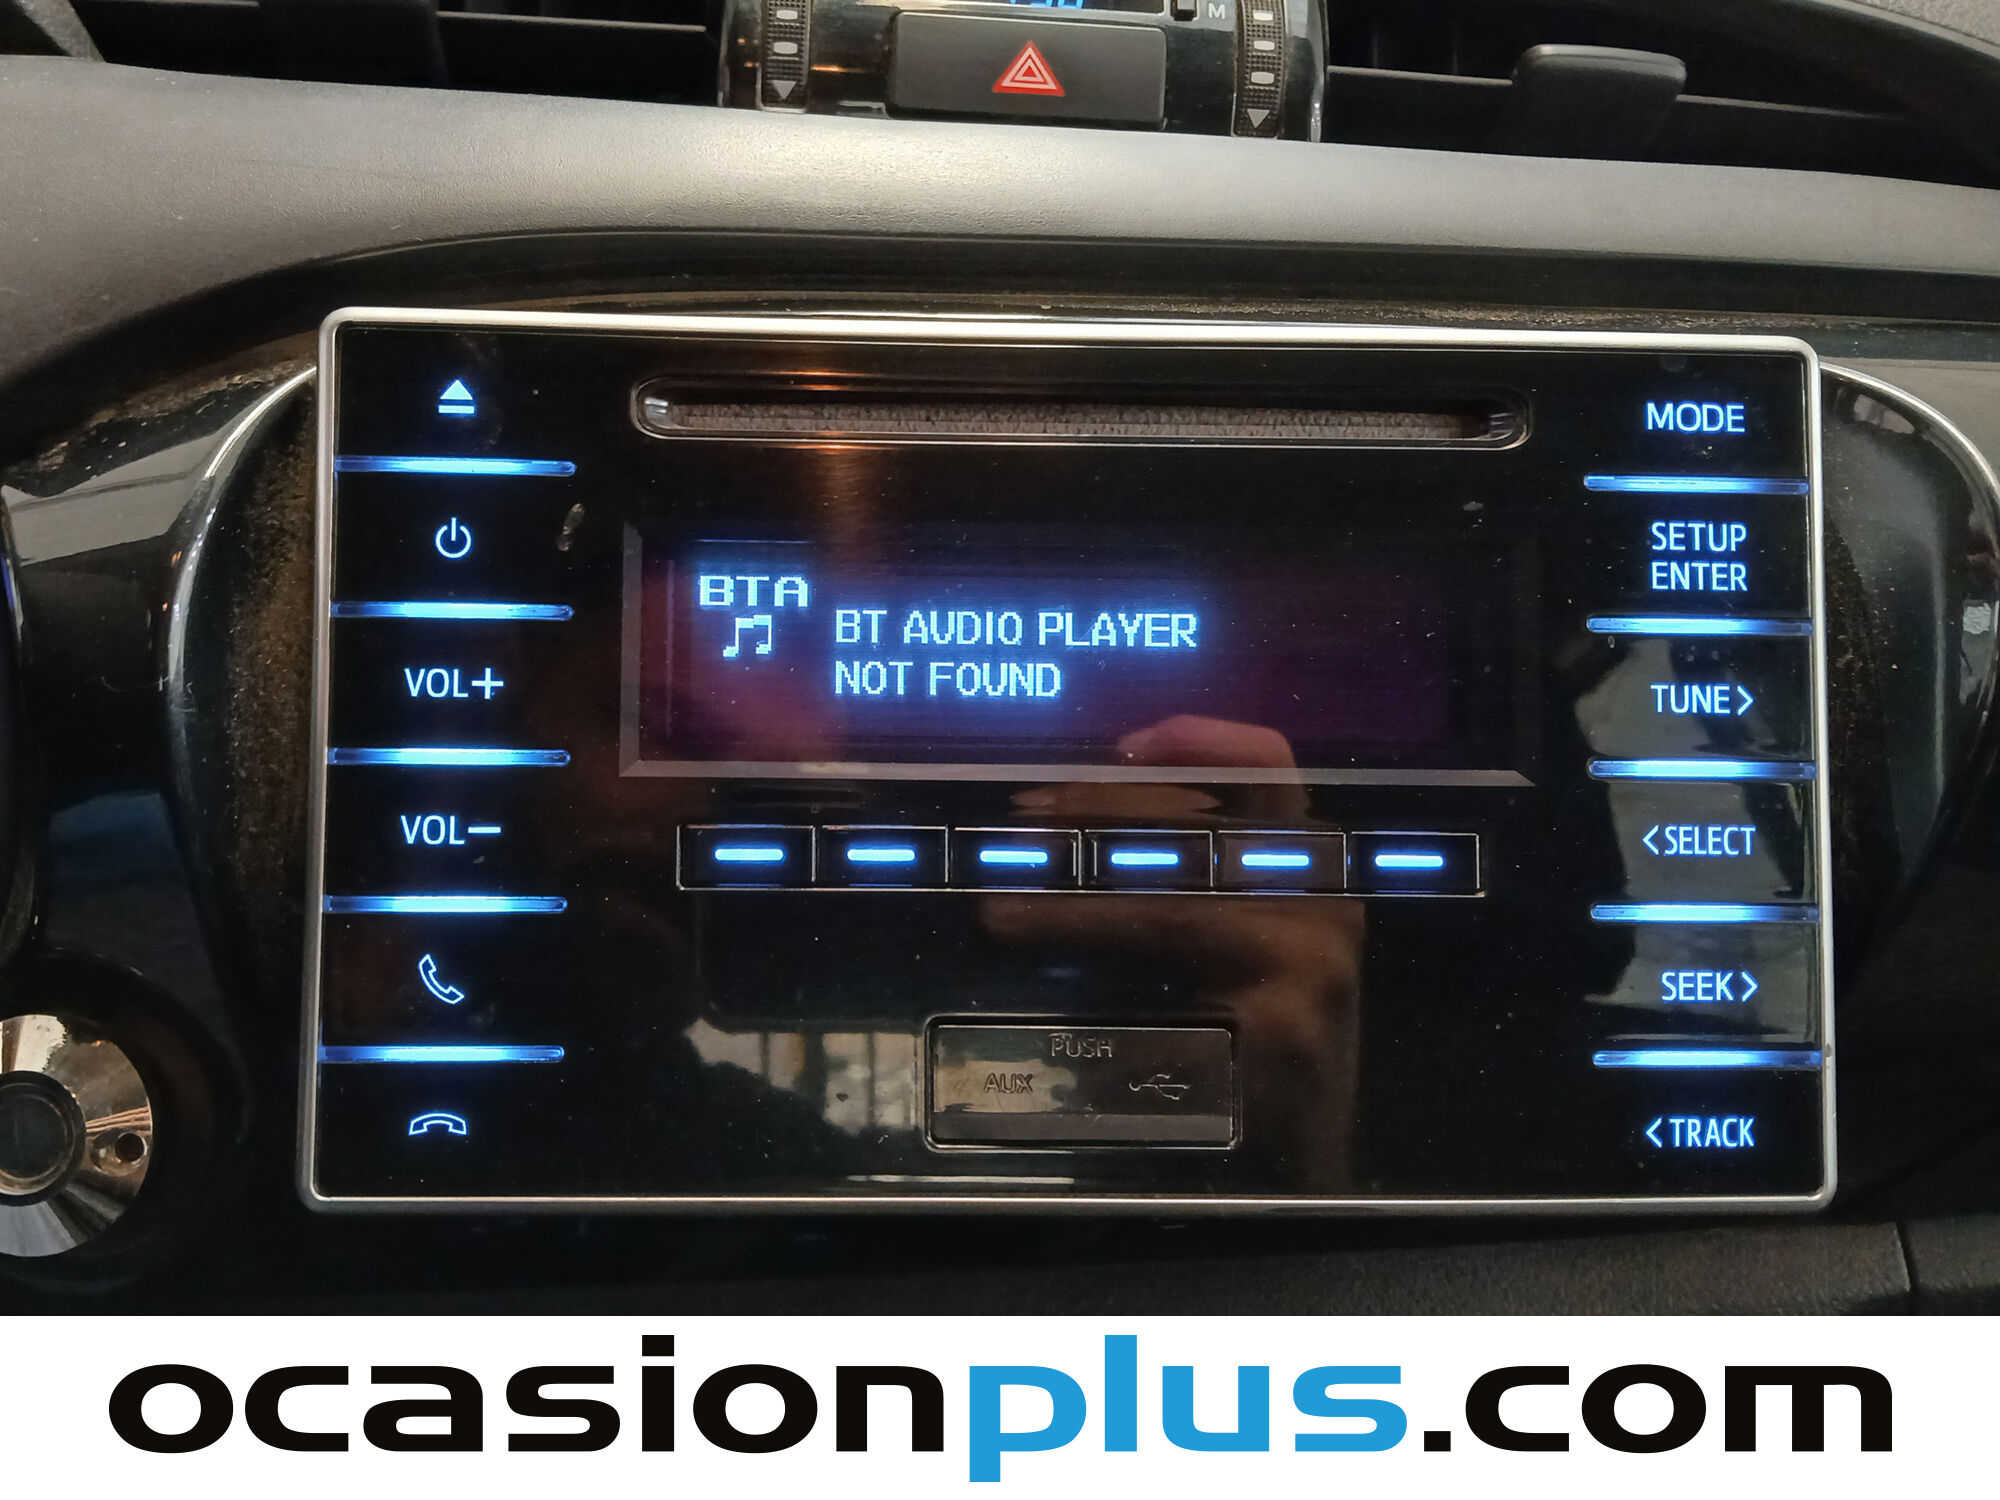 M
MODE
SETUP
ENTER
BTA
BT AUDIO PLAYER
NOT FOUND
VOL+
TUNE>
VOL−
<SELECT
SEEK>
PUSH
AUX
<TRACK
ocasionplus.com